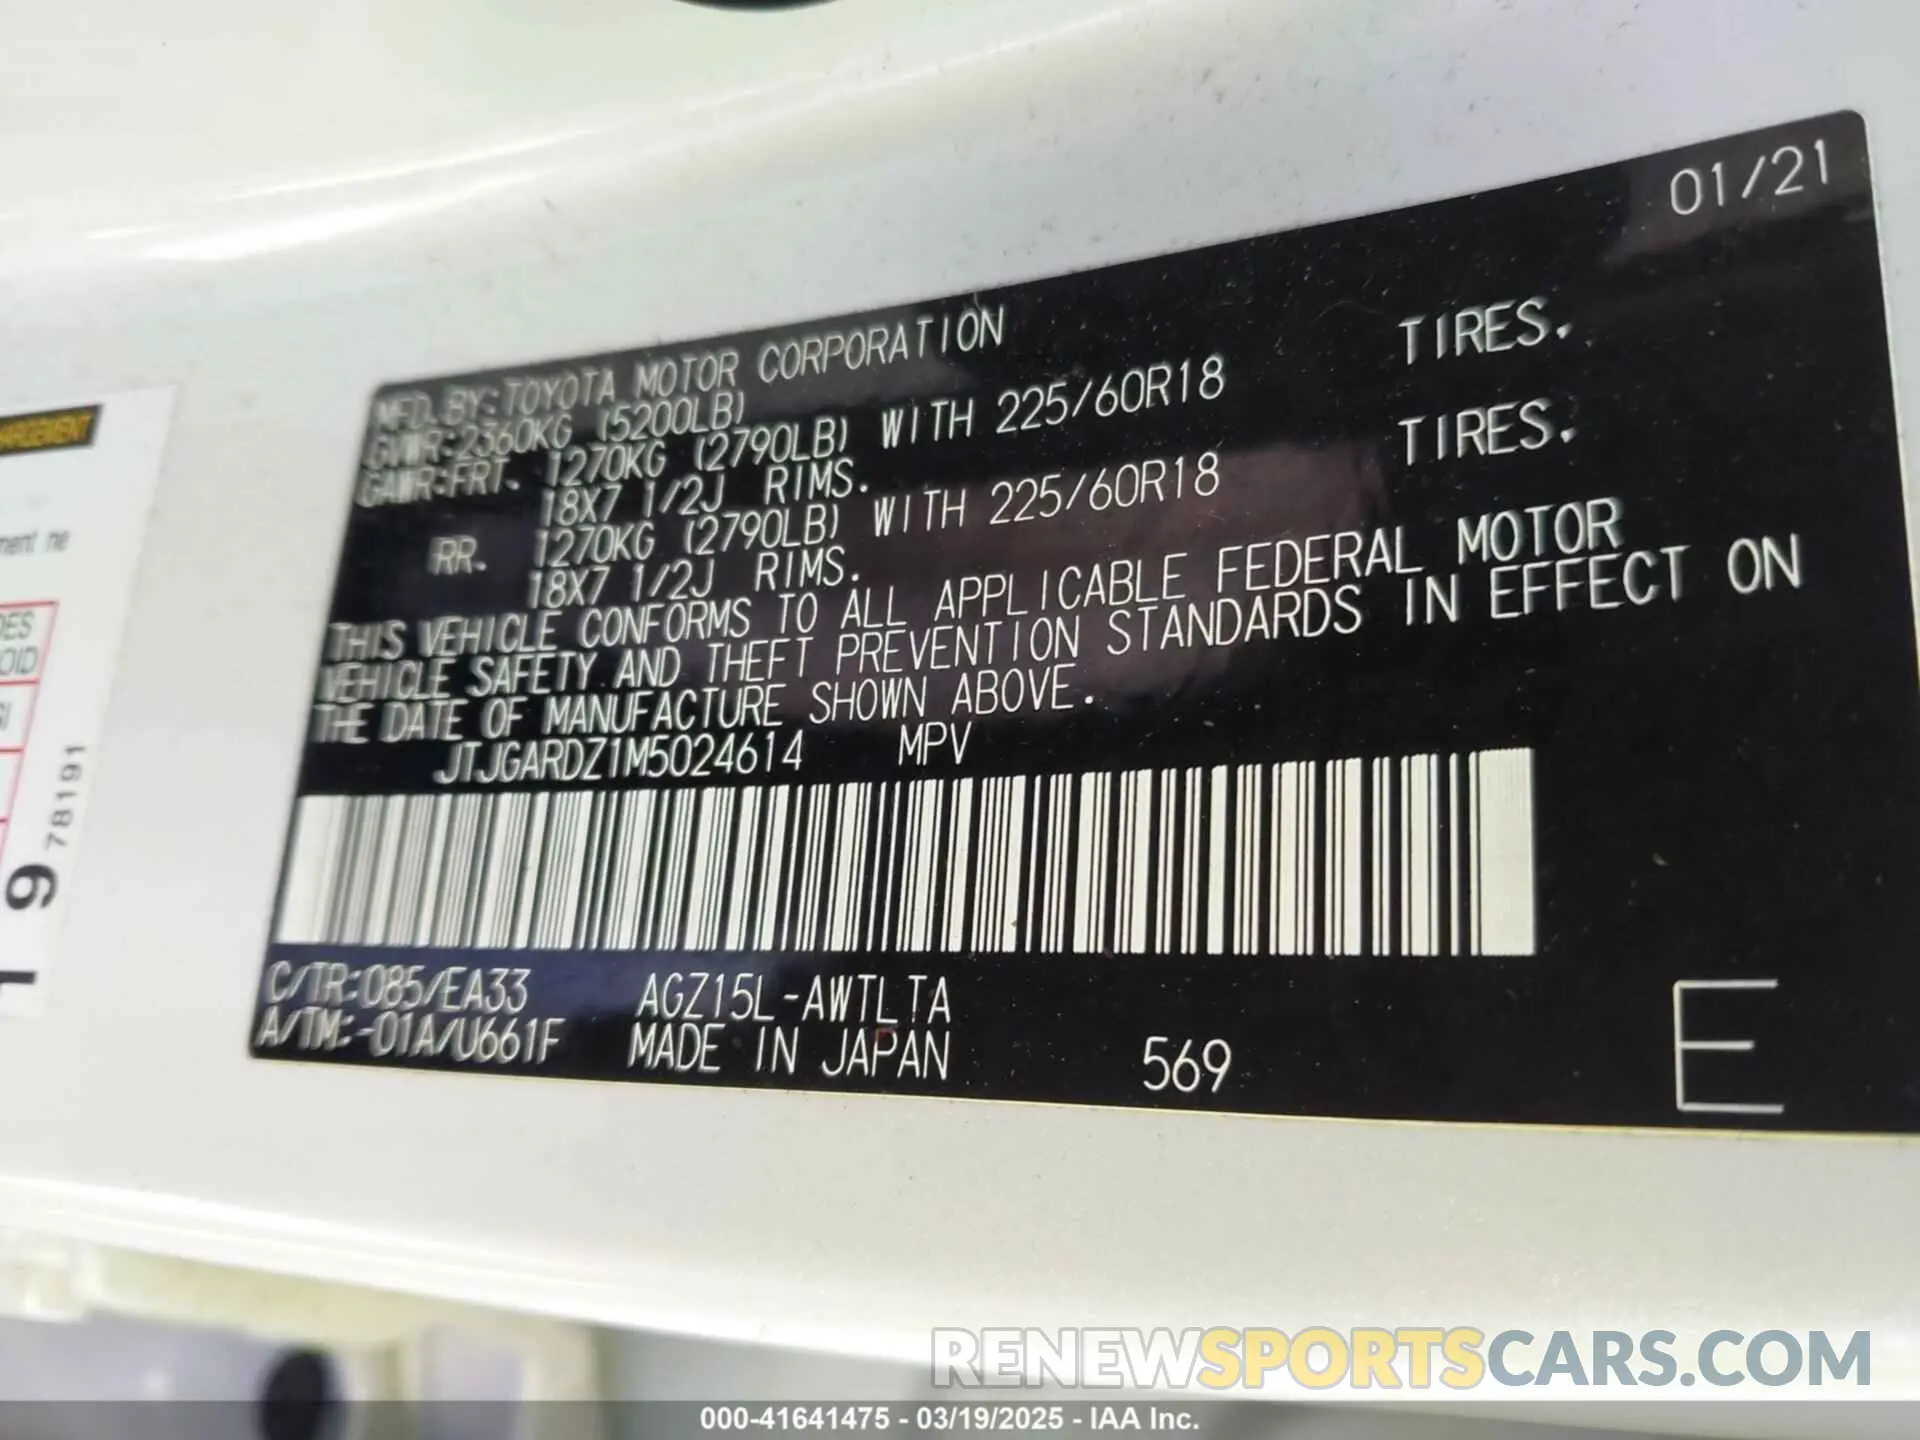 01/21
MFD. BY: TOYOTA MOTOR CORPORATION
GVWR: 2360KG (5200LB)
GAWR: FRT. 1270KG (2790LB) WITH 225/60R18 TIRES.
18X7 1/2J RIMS.
RR. 1270KG (2790LB) WITH 225/60R18 TIRES.
18X7 1/2J RIMS.
THIS VEHICLE CONFORMS TO ALL APPLICABLE FEDERAL MOTOR
VEHICLE SAFETY AND THEFT PREVENTION STANDARDS IN EFFECT ON
THE DATE OF MANUFACTURE SHOWN ABOVE.
JTJGARDZ1M5024614 MPV
C/TR: 085/EA33 AGZ15L-AWTLTA
A/TM: -01A/U661F MADE IN JAPAN 569 E
ne
978191
RENEWSPORTSCARS.COM
000-41641475 - 03/19/2025 - IAA Inc.